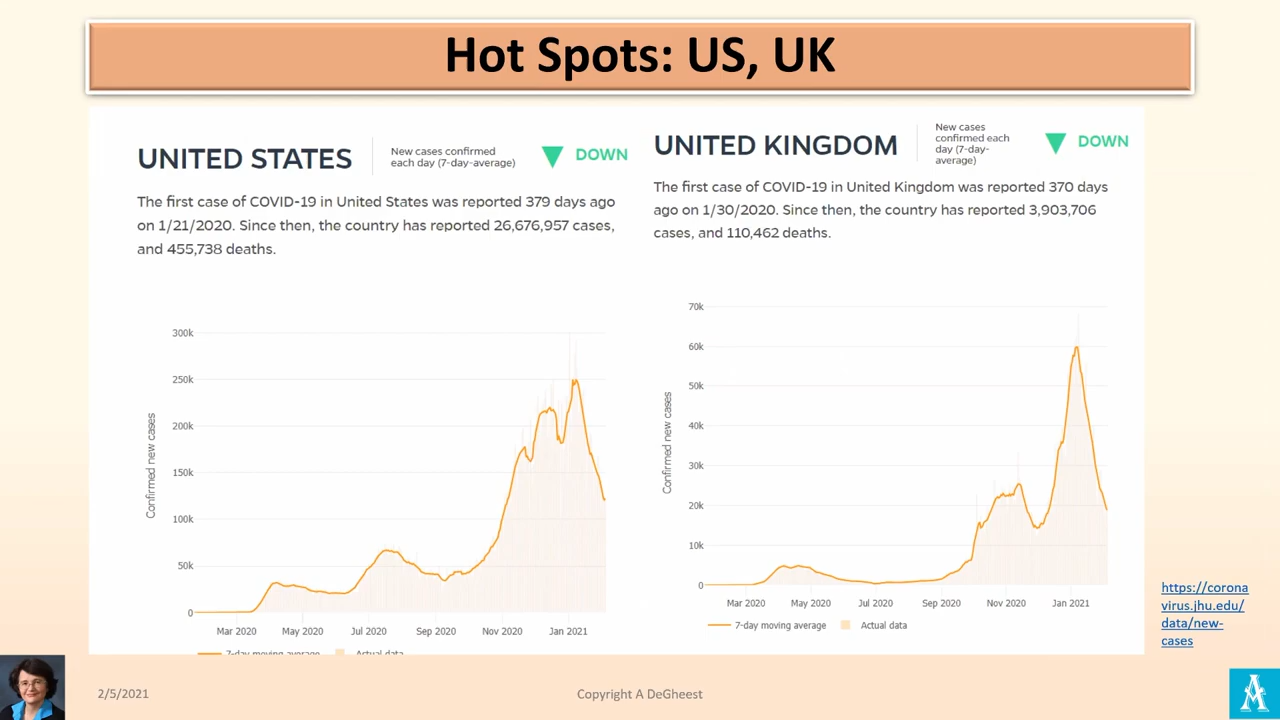 Hot Spots: US, UK
UNITED STATES
New cases confirmed
each day (7-day-average)
DOWN
The first case of COVID-19 in United States was reported 379 days ago
on 1/21/2020. Since then, the country has reported 26,676,957 cases,
and 455,738 deaths.
300k
250k
200k
150k
100k
50k
0
Confirmed new cases
Mar 2020
May 2020
Jul 2020
Sep 2020
Nov 2020
Jan 2021
7-day moving average
Actual data
UNITED KINGDOM
New cases
confirmed each
day (7-day-
average)
DOWN
The first case of COVID-19 in United Kingdom was reported 370 days
ago on 1/30/2020. Since then, the country has reported 3,903,706
cases, and 110,462 deaths.
70k
60k
50k
40k
30k
20k
10k
0
Confirmed new cases
Mar 2020
May 2020
Jul 2020
Sep 2020
Nov 2020
Jan 2021
7-day moving average
Actual data
https://corona
virus.jhu.edu/
data/new-
cases
2/5/2021
Copyright A DeGheest
A